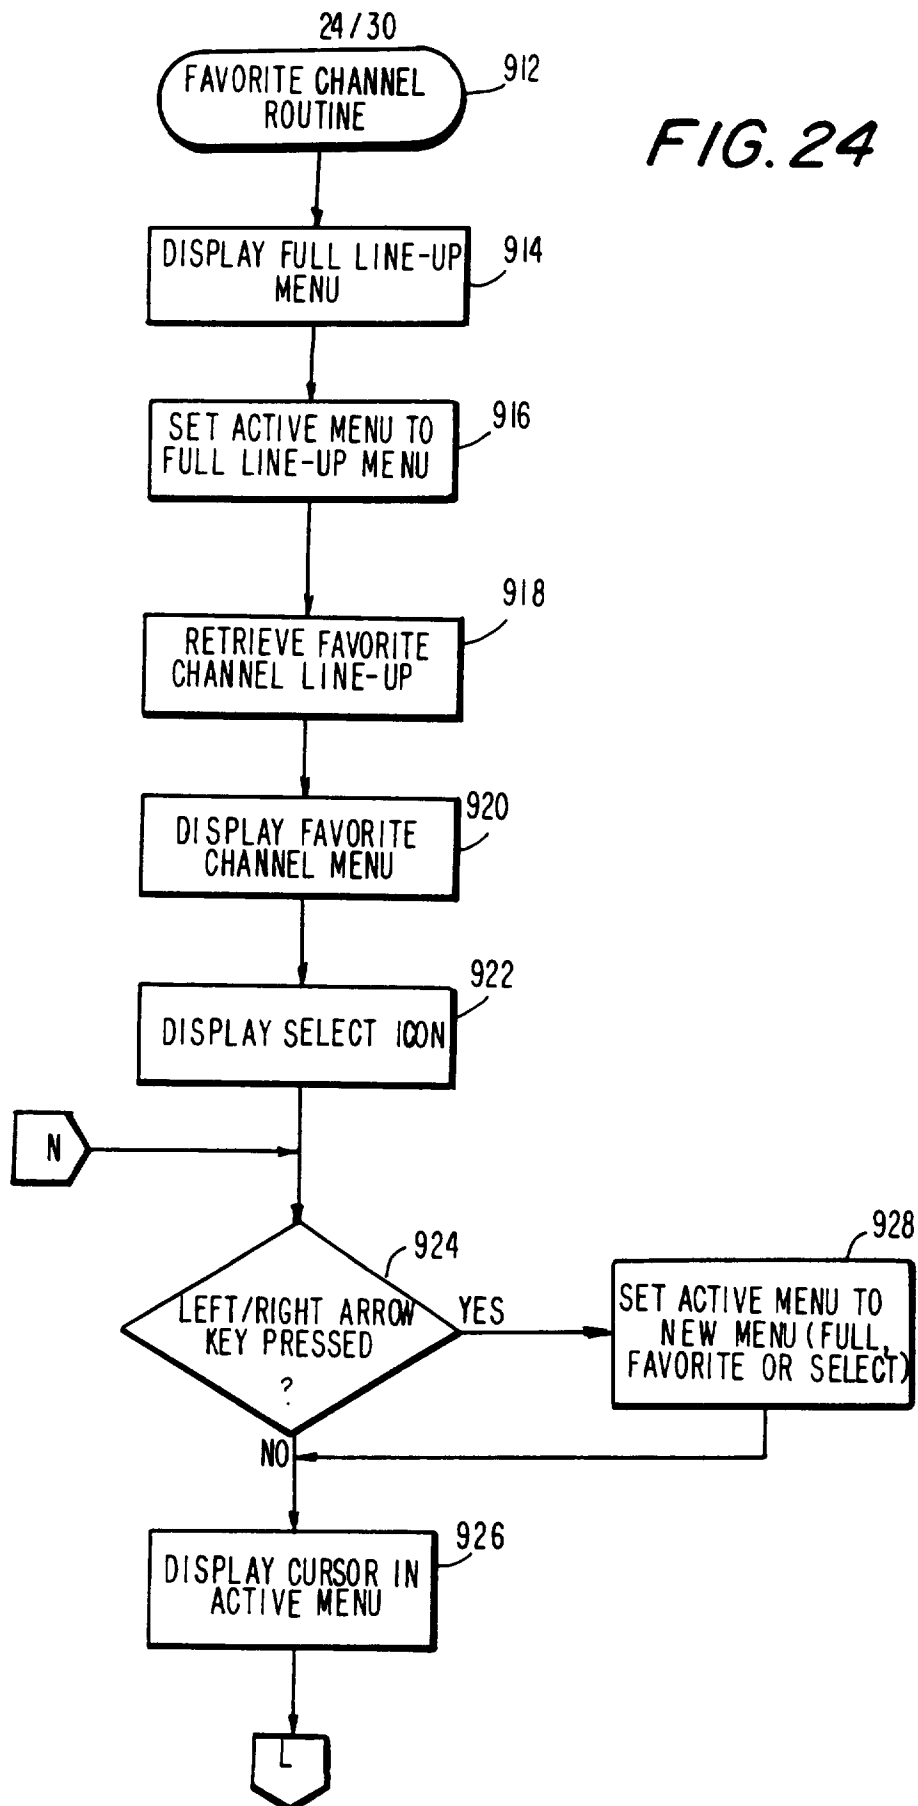 24/30
FAVORITE CHANNEL
ROUTINE
912
FIG. 24
DISPLAY FULL LINE-UP
MENU
914
SET ACTIVE MENU TO
FULL LINE-UP MENU
916
RETRIEVE FAVORITE
CHANNEL LINE-UP
918
DISPLAY FAVORITE
CHANNEL MENU
920
DISPLAY SELECT ICON
922
N
LEFT/RIGHT ARROW
KEY PRESSED
?
924
YES
SET ACTIVE MENU TO
NEW MENU (FULL,
FAVORITE OR SELECT)
928
NO
DISPLAY CURSOR IN
ACTIVE MENU
926
L